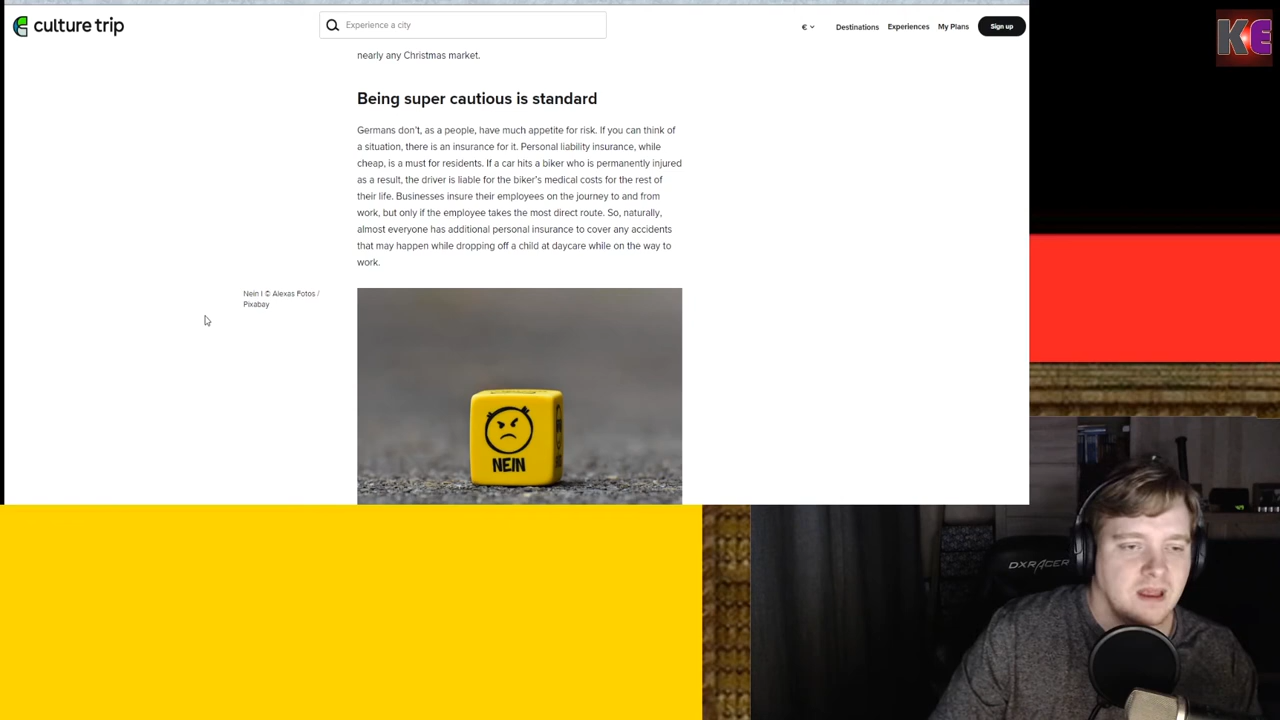 culture trip
Experience a city
€
Destinations
Experiences
My Plans
Sign up
KE
nearly any Christmas market.
Being super cautious is standard
Germans don't, as a people, have much appetite for risk. If you can think of
a situation, there is an insurance for it. Personal liability insurance, while
cheap, is a must for residents. If a car hits a biker who is permanently injured
as a result, the driver is liable for the biker's medical costs for the rest of
their life. Businesses insure their employees on the journey to and from
work, but only if the employee takes the most direct route. So, naturally,
almost everyone has additional personal insurance to cover any accidents
that may happen while dropping off a child at daycare while on the way to
work.
Nein I © Alexas Fotos /
Pixabay
NEIN
DXRACER